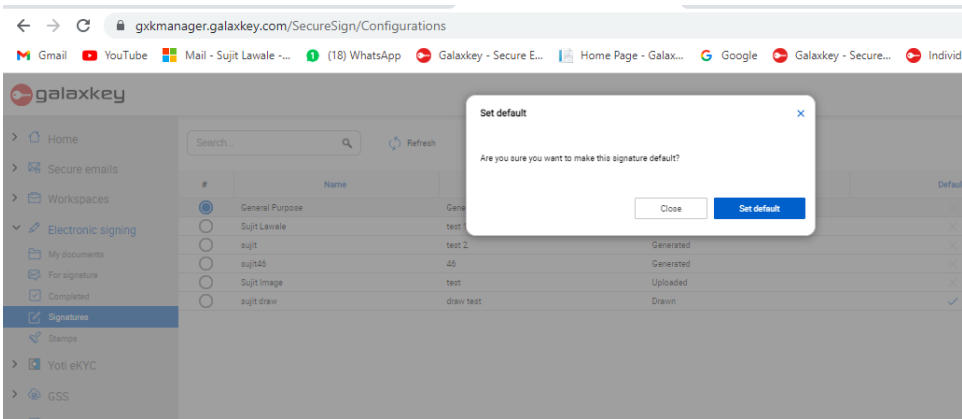 gxkmanager.galaxkey.com/SecureSign/Configurations
Gmail YouTube Mail - Sujit Lawale -... (18) WhatsApp Galaxkey - Secure E... Home Page - Galax... Google Galaxkey - Secure... Individ
galaxkey
Set default
Are you sure you want to make this signature default?
Close Set default
Home
Secure emails
Workspaces
Electronic signing
My documents
For signature
Completed
Signatures
Stamps
Yoti eKYC
GSS
Search... Refresh
# Name Defaul
General Purpose Gene
Sujit Lawale test
sujit test 2 Generated
sujit46 46 Generated
Sujit Image test Uploaded
sujit draw draw test Drawn